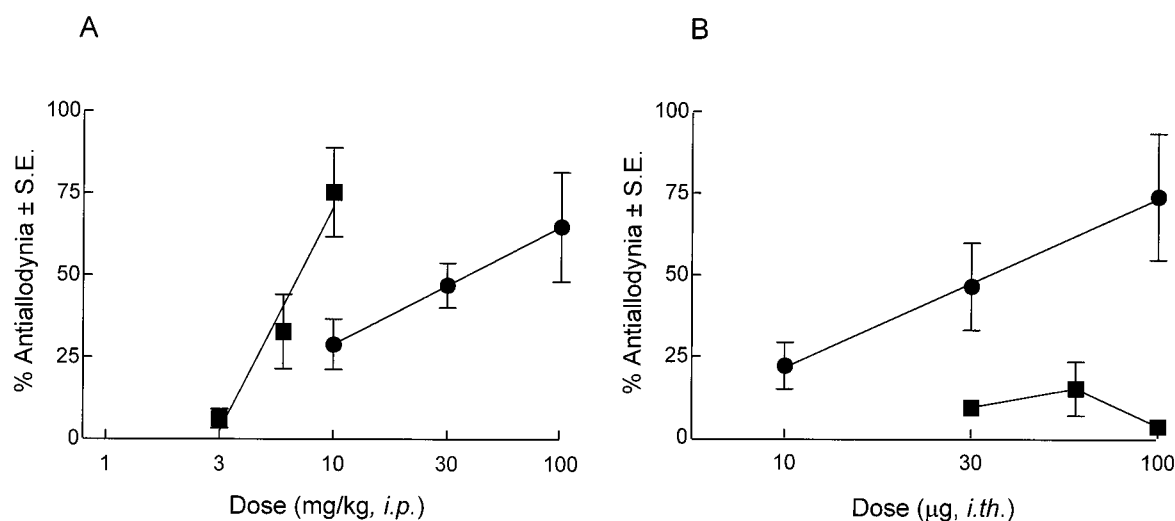 A
% Antiallodynia ± S.E.
100
75
50
25
0
1 3 10 30 100
Dose (mg/kg, i.p.)
B
% Antiallodynia ± S.E.
100
75
50
25
0
10 30 100
Dose (µg, i.th.)